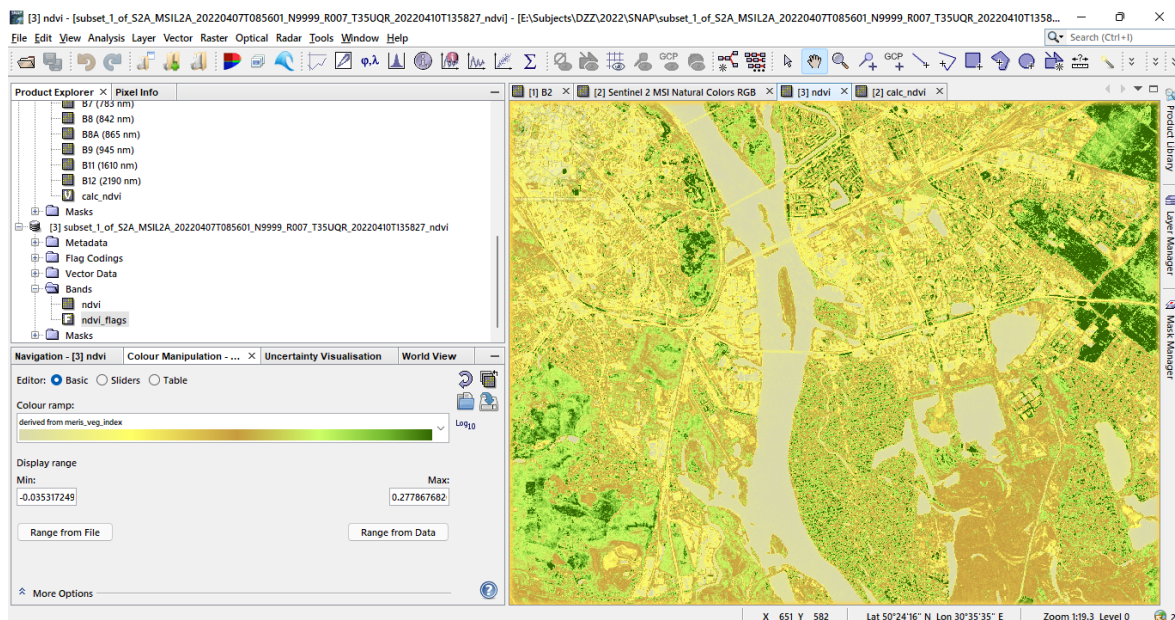 [3] ndvi - [subset_1_of_S2A_MSIL2A_20220407T085601_N9999_R007_T35UQR_20220410T135827_ndvi] - [E:\Subjects\DZZ\2022\SNAP\subset_1_of_S2A_MSIL2A_20220407T085601_N9999_R007_T35UQR_20220410T1358...
File Edit View Analysis Layer Vector Raster Optical Radar Tools Window Help
Search (Ctrl+I)
φ,λ Σ GCP GCP
Product Explorer Pixel Info
[1] B2 [2] Sentinel 2 MSI Natural Colors RGB [3] ndvi [2] calc_ndvi
B7 (783 nm)
B8 (842 nm)
B8A (865 nm)
B9 (945 nm)
B11 (1610 nm)
B12 (2190 nm)
calc_ndvi
Masks
[3] subset_1_of_S2A_MSIL2A_20220407T085601_N9999_R007_T35UQR_20220410T135827_ndvi
Metadata
Flag Codings
Vector Data
Bands
ndvi
ndvi_flags
Masks
Navigation - [3] ndvi Colour Manipulation - ... Uncertainty Visualisation World View
Editor: Basic Sliders Table
Colour ramp:
derived from meris_veg_index
Log10
Display range
Min: Max:
-0.035317249 0.277867682
Range from File Range from Data
More Options
Product Library
Layer Manager
Mask Manager
X 651 Y 582 Lat 50°24'16" N Lon 30°35'35" E Zoom 1:19.3 Level 0